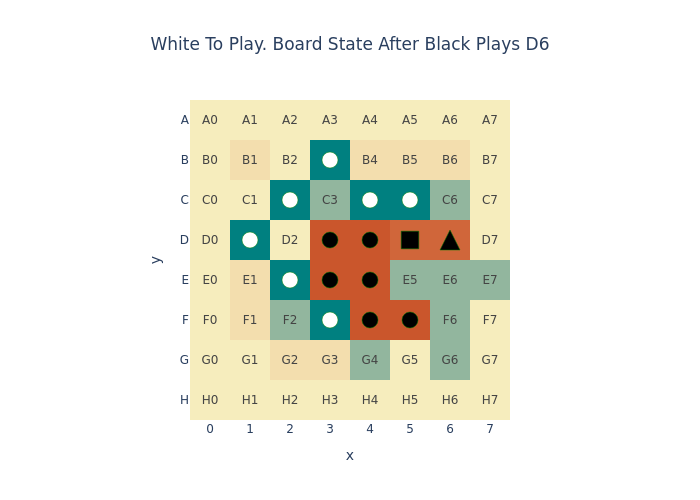 White To Play. Board State After Black Plays D6
A A0 A1 A2 A3 A4 A5 A6 A7
B B0 B1 B2 B4 B5 B6 B7
C C0 C1 C3 C6 C7
D D0 D2 D7
y
E E0 E1 E5 E6 E7
F F0 F1 F2 F6 F7
G G0 G1 G2 G3 G4 G5 G6 G7
H H0 H1 H2 H3 H4 H5 H6 H7
0 1 2 3 4 5 6 7
x